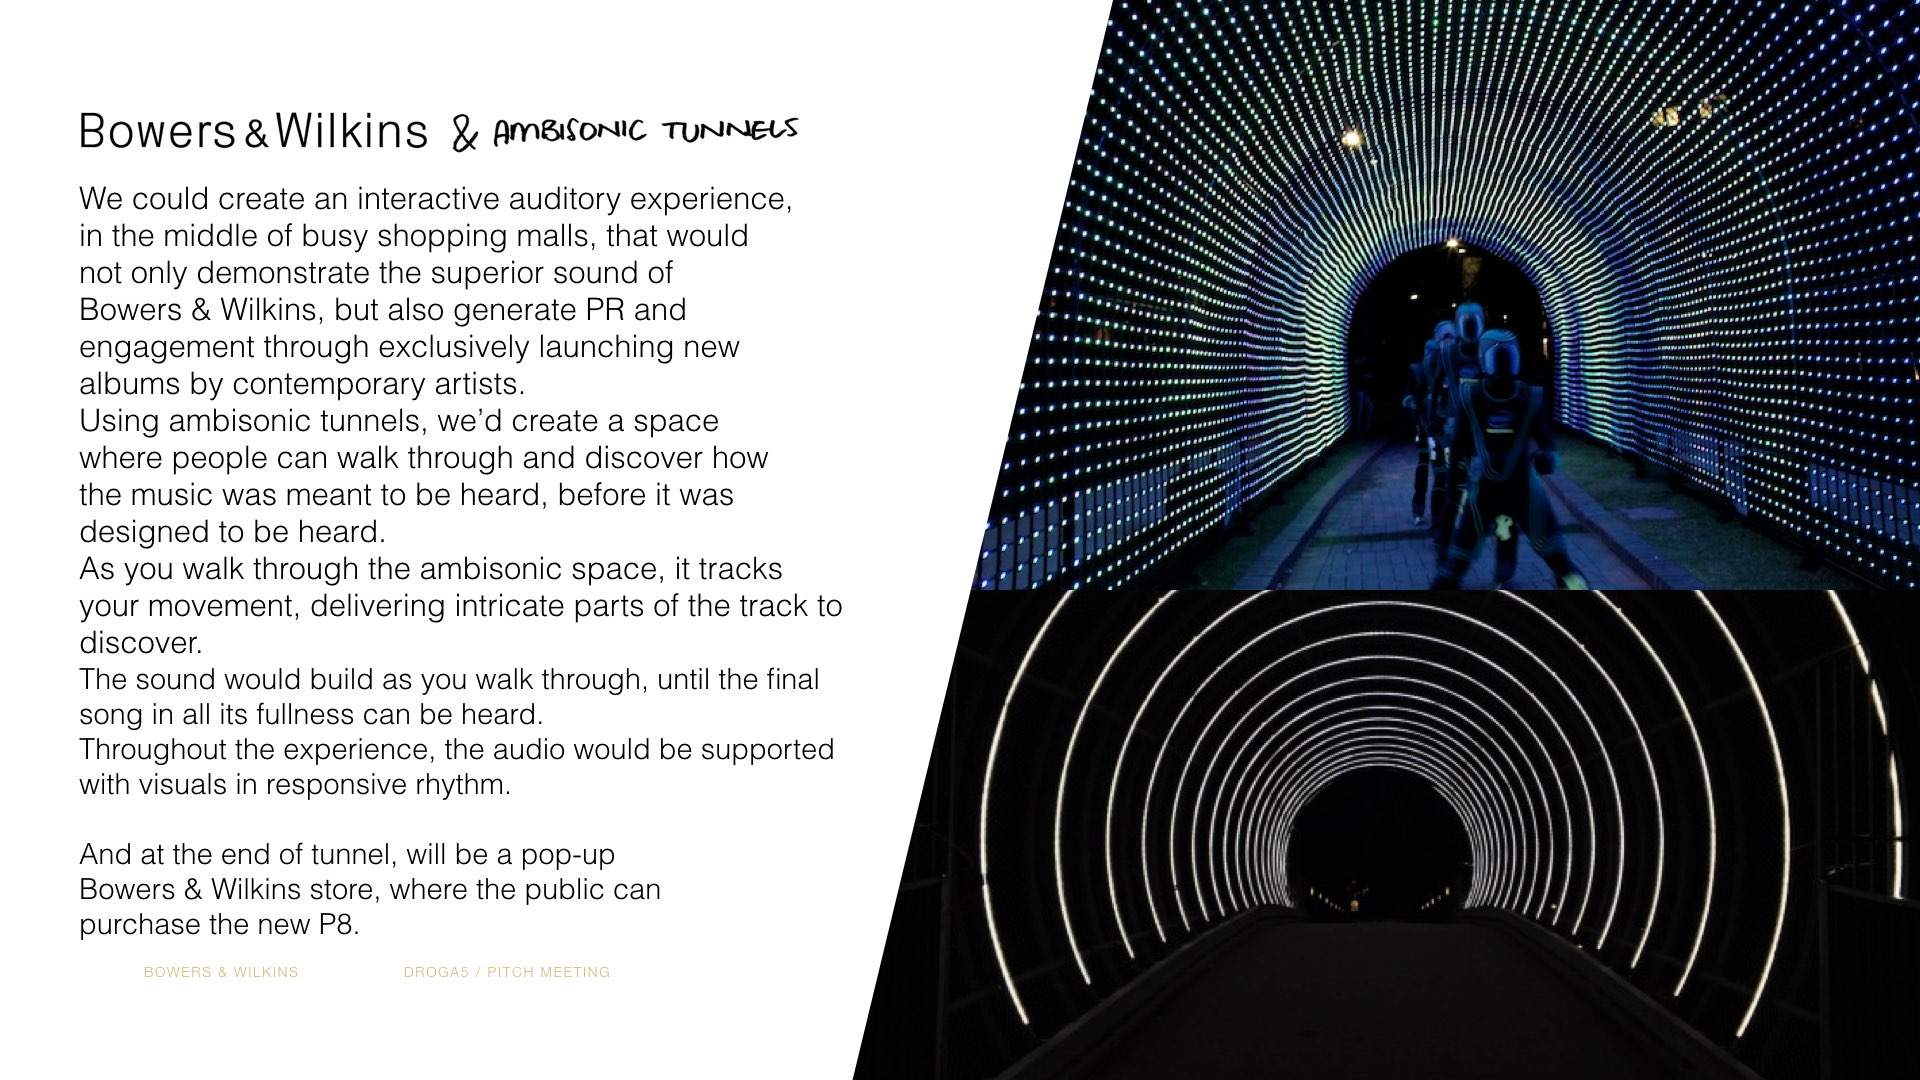 Bowers & Wilkins & AMBISONIC TUNNELS
We could create an interactive auditory experience,
in the middle of busy shopping malls, that would
not only demonstrate the superior sound of
Bowers & Wilkins, but also generate PR and
engagement through exclusively launching new
albums by contemporary artists.
Using ambisonic tunnels, we’d create a space
where people can walk through and discover how
the music was meant to be heard, before it was
designed to be heard.
As you walk through the ambisonic space, it tracks
your movement, delivering intricate parts of the track to
discover.
The sound would build as you walk through, until the final
song in all its fullness can be heard.
Throughout the experience, the audio would be supported
with visuals in responsive rhythm.
And at the end of tunnel, will be a pop-up
Bowers & Wilkins store, where the public can
purchase the new P8.
BOWERS & WILKINS DROGA5 / PITCH MEETING